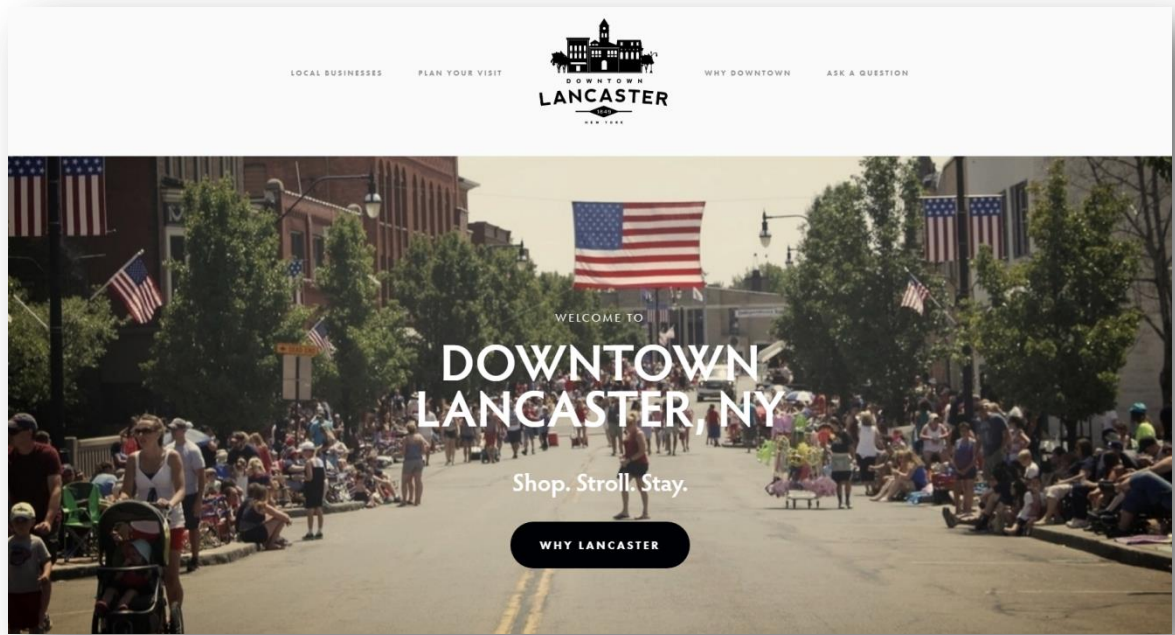 LOCAL BUSINESSES
PLAN YOUR VISIT
DOWNTOWN
LANCASTER
1849
NEW YORK
WHY DOWNTOWN
ASK A QUESTION
WELCOME TO
DOWNTOWN
LANCASTER, NY
Shop. Stroll. Stay.
WHY LANCASTER